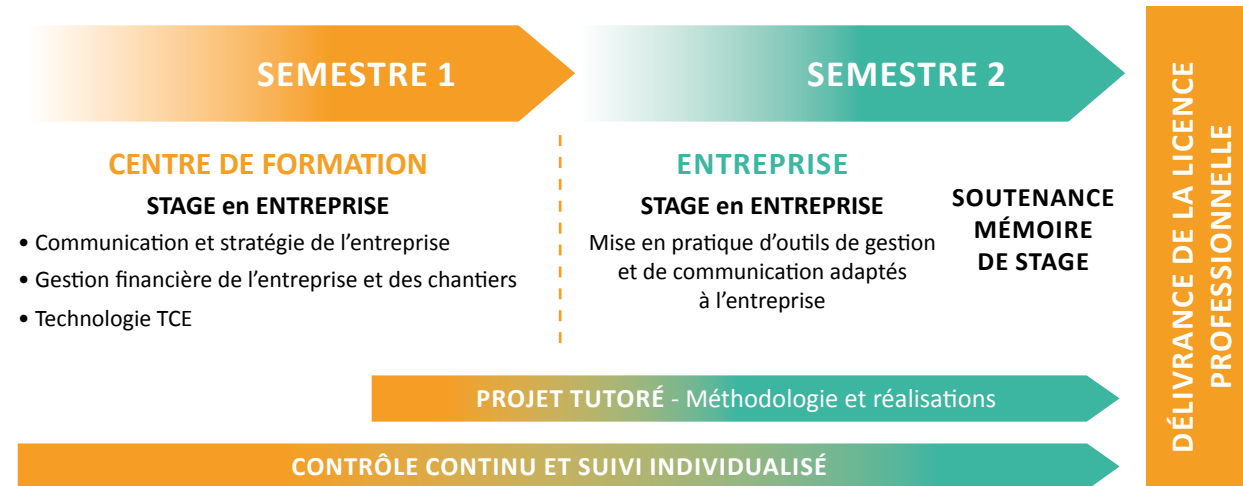 SEMESTRE 1
SEMESTRE 2
CENTRE DE FORMATION
STAGE en ENTREPRISE
• Communication et stratégie de l’entreprise
• Gestion financière de l’entreprise et des chantiers
• Technologie TCE
ENTREPRISE
STAGE en ENTREPRISE
Mise en pratique d’outils de gestion
et de communication adaptés
à l’entreprise
SOUTENANCE
MÉMOIRE
DE STAGE
PROJET TUTORÉ - Méthodologie et réalisations
CONTRÔLE CONTINU ET SUIVI INDIVIDUALISÉ
DÉLIVRANCE DE LA LICENCE
PROFESSIONNELLE